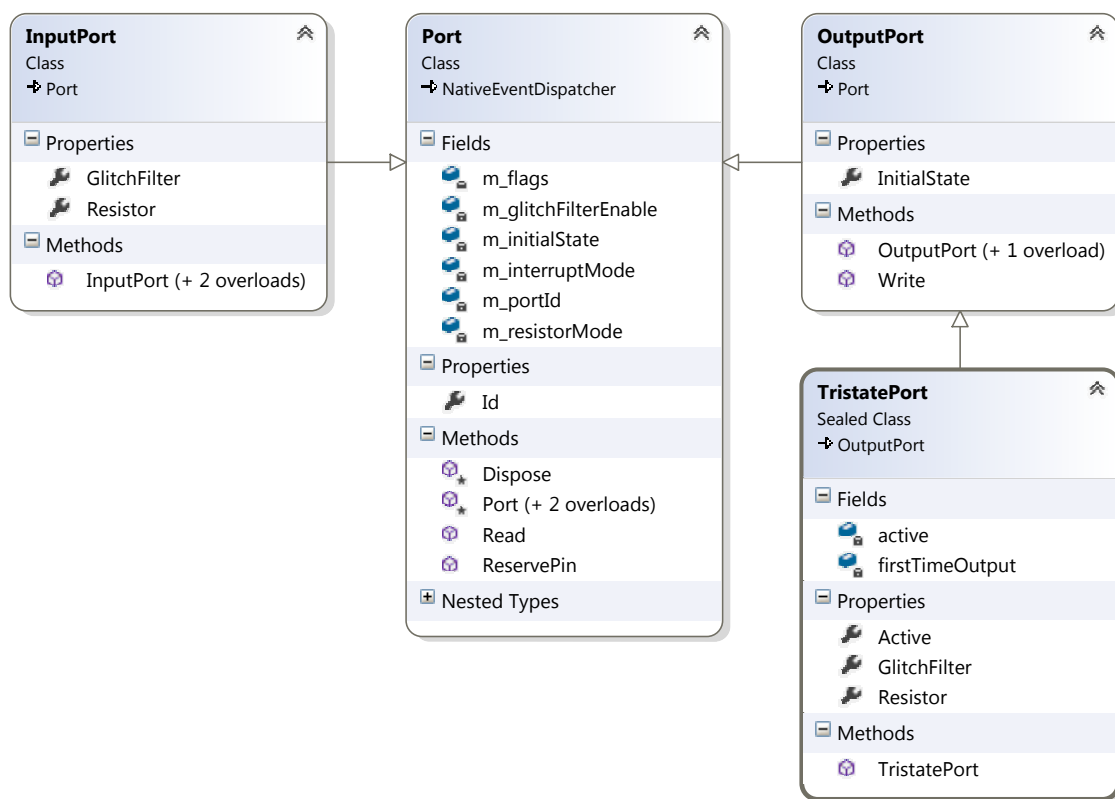 InputPort
Class
Port
Properties
GlitchFilter
Resistor
Methods
InputPort (+ 2 overloads)
Port
Class
NativeEventDispatcher
Fields
m_flags
m_glitchFilterEnable
m_initialState
m_interruptMode
m_portId
m_resistorMode
Properties
Id
Methods
Dispose
Port (+ 2 overloads)
Read
ReservePin
Nested Types
OutputPort
Class
Port
Properties
InitialState
Methods
OutputPort (+ 1 overload)
Write
TristatePort
Sealed Class
OutputPort
Fields
active
firstTimeOutput
Properties
Active
GlitchFilter
Resistor
Methods
TristatePort